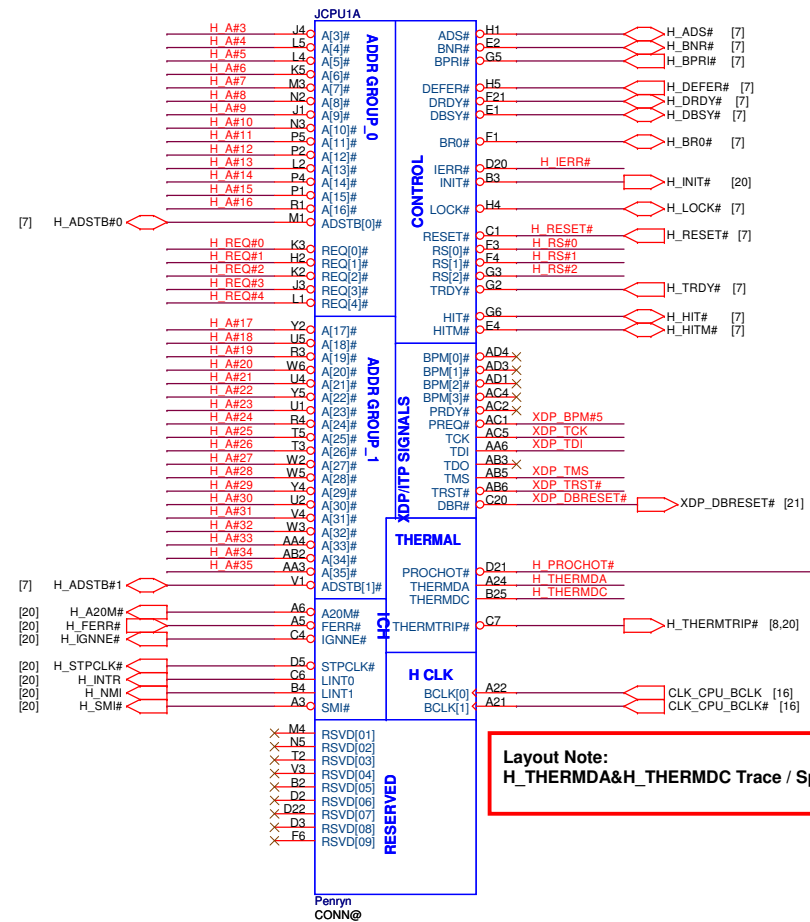 JCPU1A
H_A#3 J4 A[3]# ADS# H1 H_ADS# [7]
H_A#4 L5 A[4]# BNR# E2 H_BNR# [7]
H_A#5 L4 A[5]# BPRI# G5 H_BPRI# [7]
H_A#6 K5 A[6]#
H_A#7 M3 A[7]# DEFER# H5 H_DEFER# [7]
H_A#8 N2 A[8]# DRDY# F21 H_DRDY# [7]
H_A#9 J1 A[9]# DBSY# E1 H_DBSY# [7]
H_A#10 N3 A[10]#
H_A#11 P5 A[11]# BR0# F1 H_BR0# [7]
H_A#12 P2 A[12]#
H_A#13 L2 A[13]# IERR# D20 H_IERR#
H_A#14 P4 A[14]# INIT# B3 H_INIT# [20]
H_A#15 P1 A[15]#
H_A#16 R1 A[16]# LOCK# H4 H_LOCK# [7]
[7] H_ADSTB#0 M1 ADSTB[0]#
ADDR GROUP_0
CONTROL
RESET# C1 H_RESET# H_RESET# [7]
H_REQ#0 K3 REQ[0]# RS[0]# F3 H_RS#0
H_REQ#1 H2 REQ[1]# RS[1]# F4 H_RS#1
H_REQ#2 K2 REQ[2]# RS[2]# G3 H_RS#2
H_REQ#3 J3 REQ[3]# TRDY# G2 H_TRDY# [7]
H_REQ#4 L1 REQ[4]#
HIT# G6 H_HIT# [7]
H_A#17 Y2 A[17]# HITM# E4 H_HITM# [7]
H_A#18 U5 A[18]#
H_A#19 R3 A[19]# BPM[0]# AD4
H_A#20 W6 A[20]# BPM[1]# AD3
H_A#21 U4 A[21]# BPM[2]# AD1
H_A#22 Y5 A[22]# BPM[3]# AC4
H_A#23 U1 A[23]# PRDY# AC2
H_A#24 R4 A[24]# PREQ# AC1 XDP_BPM#5
H_A#25 T5 A[25]# TCK AC5 XDP_TCK
H_A#26 T3 A[26]# TDI AA6 XDP_TDI
H_A#27 W2 A[27]# TDO AB3
H_A#28 W5 A[28]# TMS AB5 XDP_TMS
H_A#29 Y4 A[29]# TRST# AB6 XDP_TRST#
H_A#30 U2 A[30]# DBR# C20 XDP_DBRESET# XDP_DBRESET# [21]
H_A#31 V4 A[31]#
H_A#32 W3 A[32]#
H_A#33 AA4 A[33]#
H_A#34 AB2 A[34]#
H_A#35 AA3 A[35]#
[7] H_ADSTB#1 V1 ADSTB[1]#
ADDR GROUP_1
XDP/ITP SIGNALS
THERMAL
PROCHOT# D21 H_PROCHOT#
THERMDA A24 H_THERMDA
THERMDC B25 H_THERMDC
[20] H_A20M# A6 A20M#
[20] H_FERR# A5 FERR# THERMTRIP# C7 H_THERMTRIP# [8,20]
[20] H_IGNNE# C4 IGNNE#
ICH
[20] H_STPCLK# D5 STPCLK#
[20] H_INTR C6 LINT0
[20] H_NMI B4 LINT1
[20] H_SMI# A3 SMI#
H CLK
BCLK[0] A22 CLK_CPU_BCLK [16]
BCLK[1] A21 CLK_CPU_BCLK# [16]
M4 RSVD[01]
N5 RSVD[02]
T2 RSVD[03]
V3 RSVD[04]
B2 RSVD[05]
D2 RSVD[06]
D22 RSVD[07]
D3 RSVD[08]
F6 RSVD[09]
RESERVED
Layout Note:
H_THERMDA&H_THERMDC Trace / Sp
Penryn
CONN@